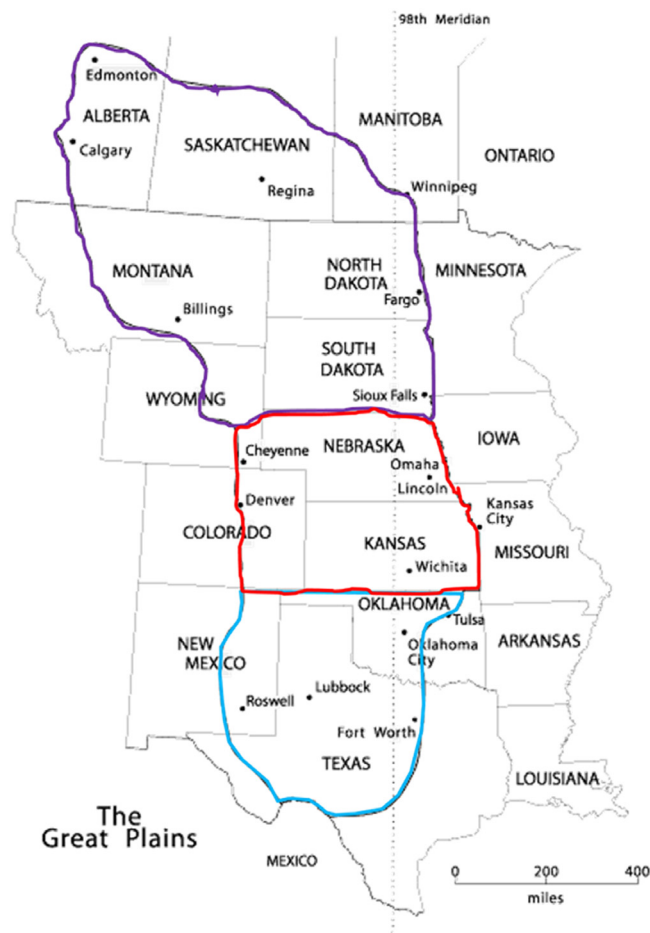 98th Meridian
Edmonton
ALBERTA
MANITOBA
Calgary
SASKATCHEWAN
ONTARIO
Regina
Winnipeg
MONTANA
NORTH
DAKOTA
MINNESOTA
Fargo
Billings
SOUTH
DAKOTA
WYOMING
Sioux Falls
NEBRASKA
IOWA
Cheyenne
Omaha
Lincoln
Denver
Kansas
City
COLORADO
KANSAS
MISSOURI
Wichita
OKLAHOMA
Tulsa
NEW
MEXICO
Oklahoma
City
ARKANSAS
Roswell
Lubbock
Fort Worth
TEXAS
LOUISIANA
The
Great Plains
MEXICO
0 200 400
miles